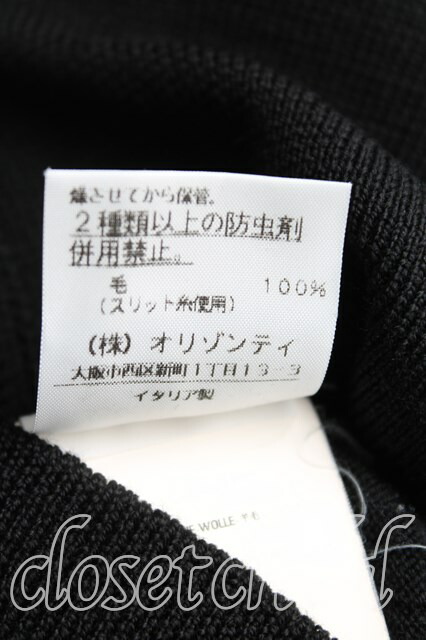 燥させてから保管。
２種類以上の防虫剤
併用禁止。
毛 100%
(スリット糸使用)
(株) オリゾンティ
大阪市西区新町1丁目13-3
イタリア製
WOLLE
closetchild